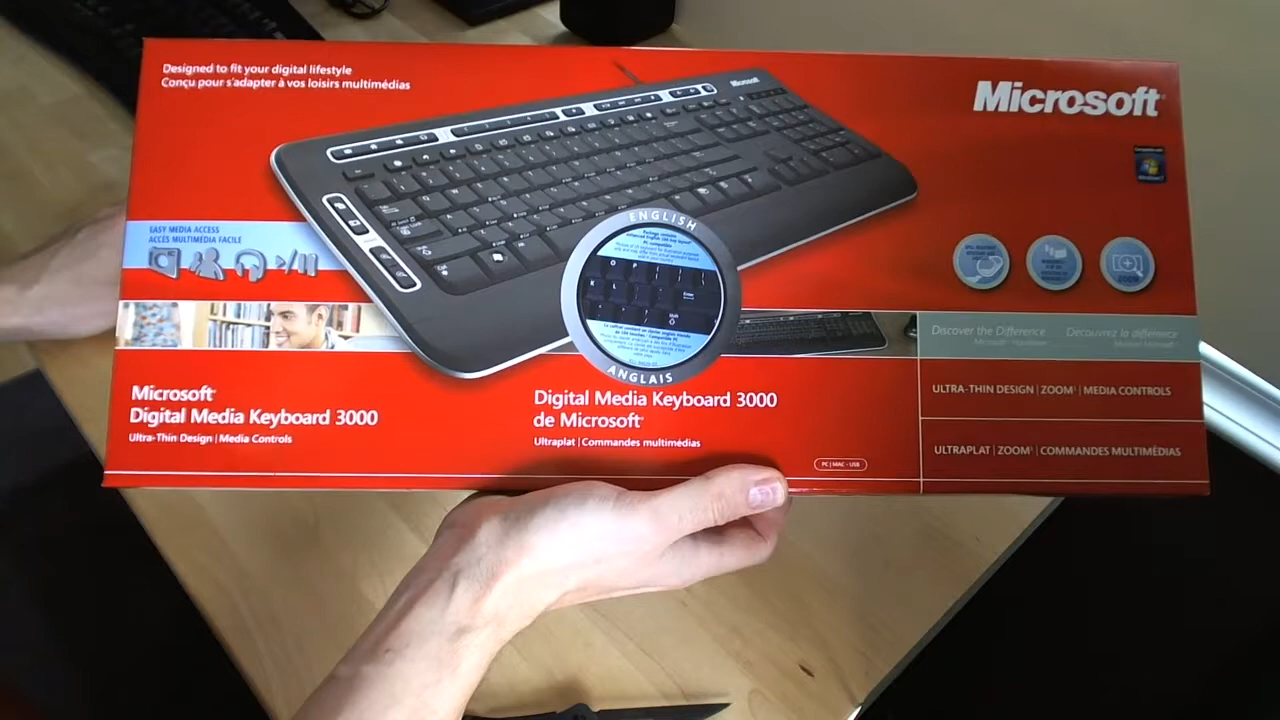 Designed to fit your digital lifestyle
Conçu pour s'adapter à vos loisirs multimédias
Microsoft
Microsoft
EASY MEDIA ACCESS
ACCÈS MULTIMÉDIA FACILE
ENGLISH
ANGLAIS
Discover the Difference
Découvrez la différence
Microsoft
Digital Media Keyboard 3000
Ultra-Thin Design | Media Controls
Digital Media Keyboard 3000
de Microsoft
Ultraplat | Commandes multimédias
PC | MAC - USB
ULTRA-THIN DESIGN | ZOOM¹ | MEDIA CONTROLS
ULTRAPLAT | ZOOM¹ | COMMANDES MULTIMÉDIAS